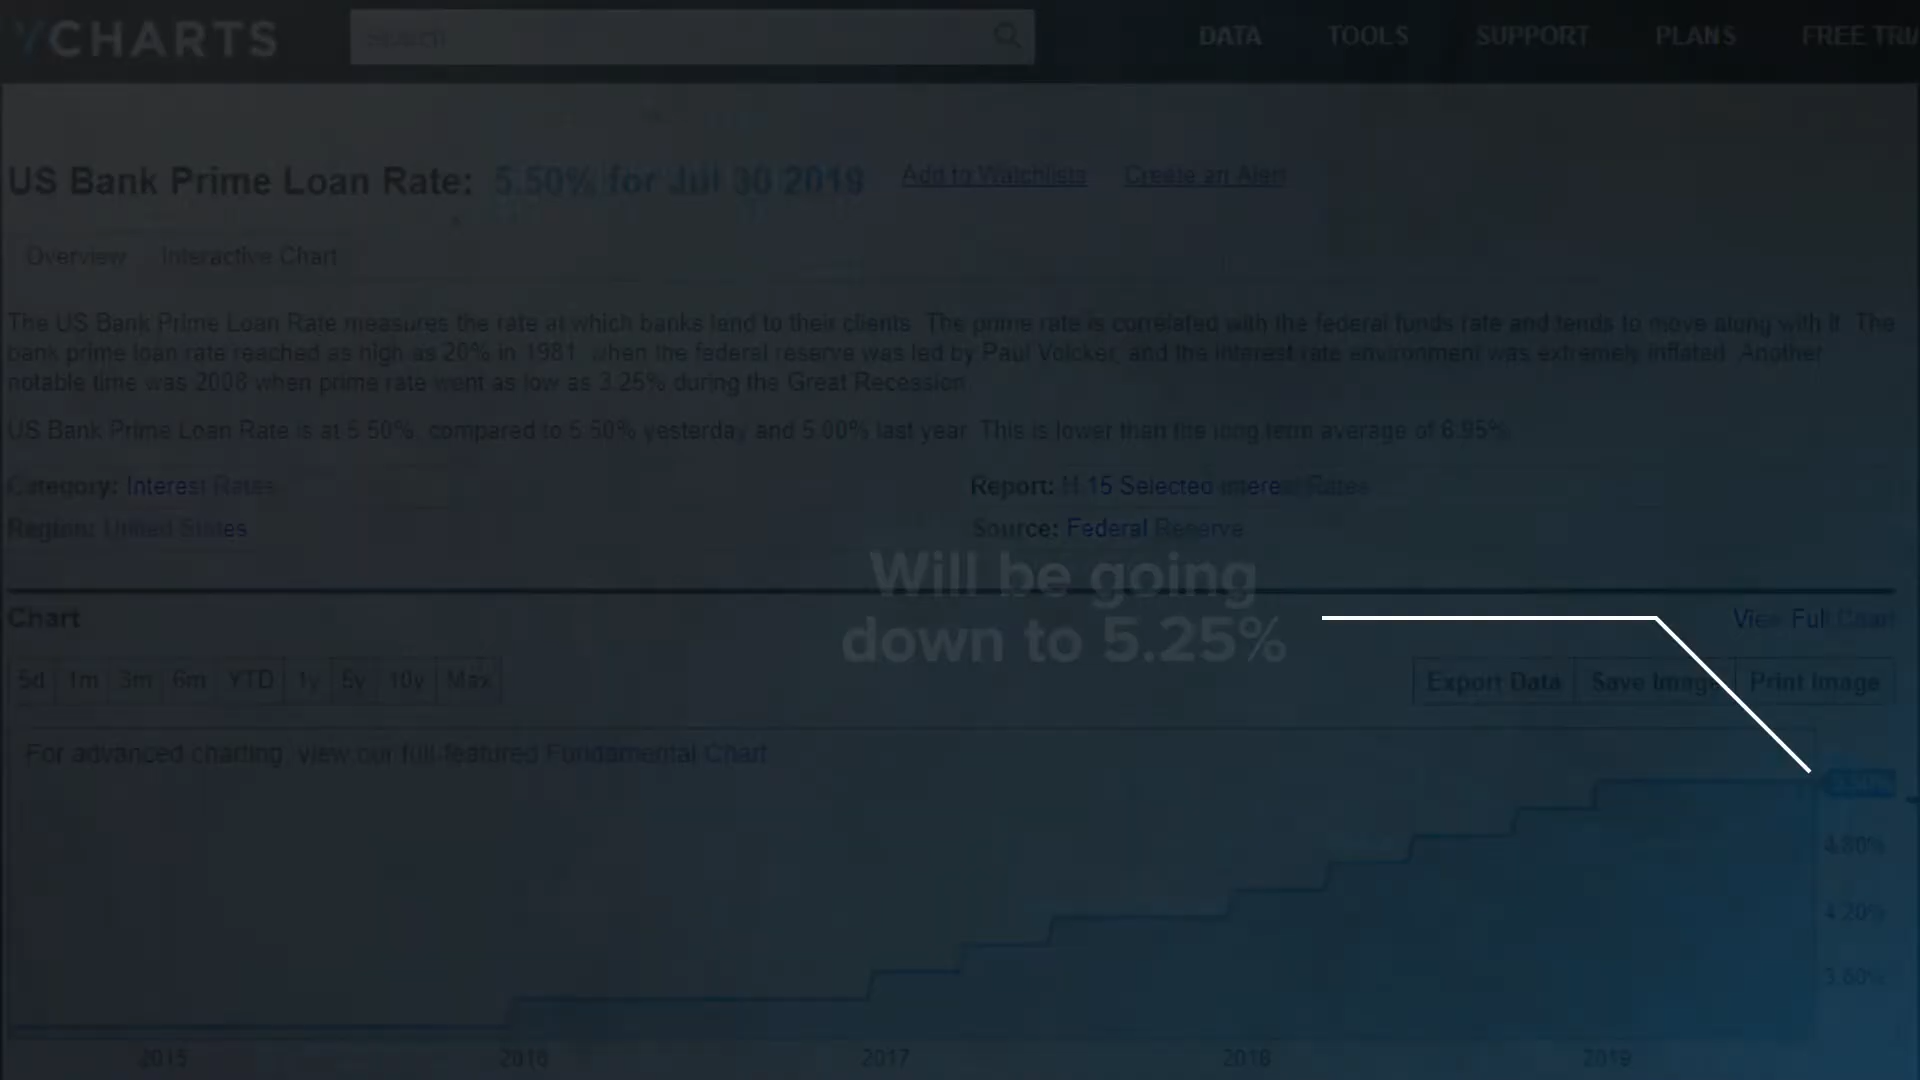 YCHARTS
Search
DATA TOOLS SUPPORT PLANS FREE TRIA
US Bank Prime Loan Rate: 5.50% for Jul 30 2019 Add to Watchlists Create an Alert
Overview Interactive Chart
The US Bank Prime Loan Rate measures the rate at which banks lend to their clients. The prime rate is correlated with the federal funds rate and tends to move along with it. The
bank prime loan rate reached as high as 20% in 1981, when the federal reserve was led by Paul Volcker, and the interest rate environment was extremely inflated. Another
notable time was 2008 when prime rate went as low as 3.25% during the Great Recession.
US Bank Prime Loan Rate is at 5.50%, compared to 5.50% yesterday and 5.00% last year. This is lower than the long term average of 6.95%.
Category: Interest Rates
Region: United States
Report: H.15 Selected Interest Rates
Source: Federal Reserve
Will be going
down to 5.25%
Chart
View Full Chart
5d 1m 3m 6m YTD 1y 5y 10y Max
Export Data Save Image Print Image
For advanced charting, view our full-featured Fundamental Chart
5.50%
4.80%
4.20%
3.60%
2015 2016 2017 2018 2019